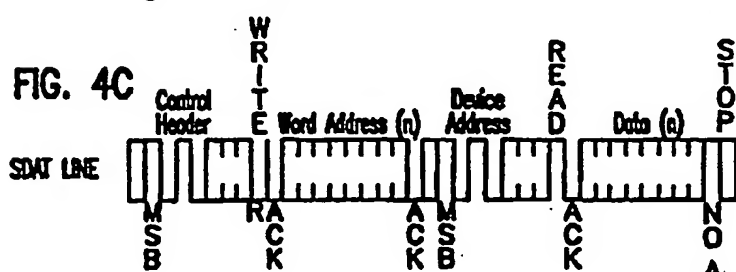 FIG. 4C
WRITE
READ
STOP
Control Header
Word Address (n)
Device Address
Data (n)
SDAT LINE
MSB
R
ACK
ACK
MSB
ACK
NO A